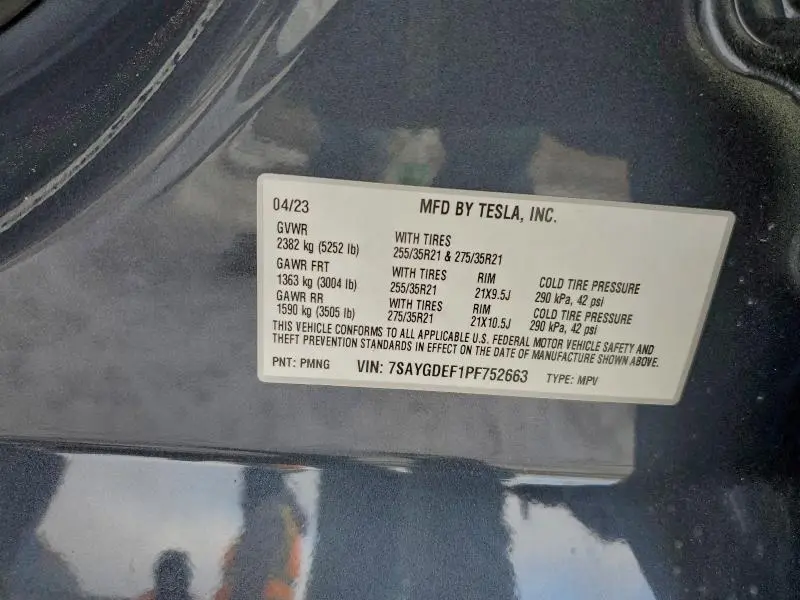 04/23 MFD BY TESLA, INC.
GVWR
2382 kg (5252 lb) WITH TIRES
255/35R21 & 275/35R21
GAWR FRT WITH TIRES RIM COLD TIRE PRESSURE
1363 kg (3004 lb) 255/35R21 21X9.5J 290 kPa, 42 psi
GAWR RR WITH TIRES RIM COLD TIRE PRESSURE
1590 kg (3505 lb) 275/35R21 21X10.5J 290 kPa, 42 psi
THIS VEHICLE CONFORMS TO ALL APPLICABLE U.S. FEDERAL MOTOR VEHICLE SAFETY AND
THEFT PREVENTION STANDARDS IN EFFECT ON THE DATE OF MANUFACTURE SHOWN ABOVE.
PNT: PMNG VIN: 7SAYGDEF1PF752663 TYPE: MPV